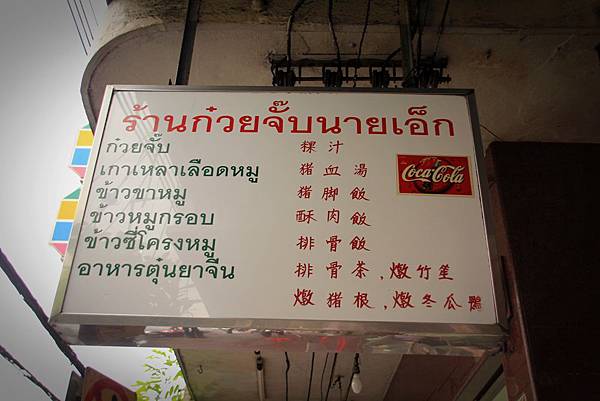 ร้านก๋วยจั๊บนายเอ็ก
ก๋วยจั๊บ 粿汁
เกาเหลาเลือดหมู 猪血湯
ข้าวขาหมู 猪脚飯
ข้าวหมูกรอบ 酥肉飯
ข้าวซี่โครงหมู 排骨飯
อาหารตุ๋นยาจีน 排骨茶,燉竹笙
燉猪根,燉冬瓜鴨
Coca-Cola